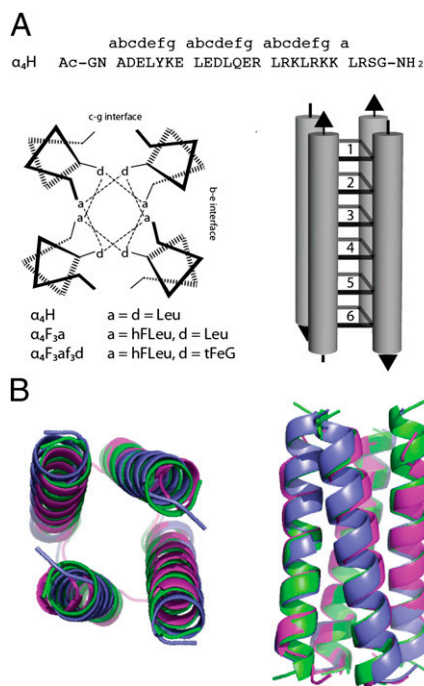 A
abcdefg abcdefg abcdefg a
α₄H Ac-GN ADELYKE LEDLQER LRKLRKK LRSG-NH₂
c-g interface
d d
a a
b-e interface
a a
d d
α₄H a = d = Leu
α₄F₃a a = hFLeu, d = Leu
α₄F₃af₃d a = hFLeu, d = tFeG
1
2
3
4
5
6
B